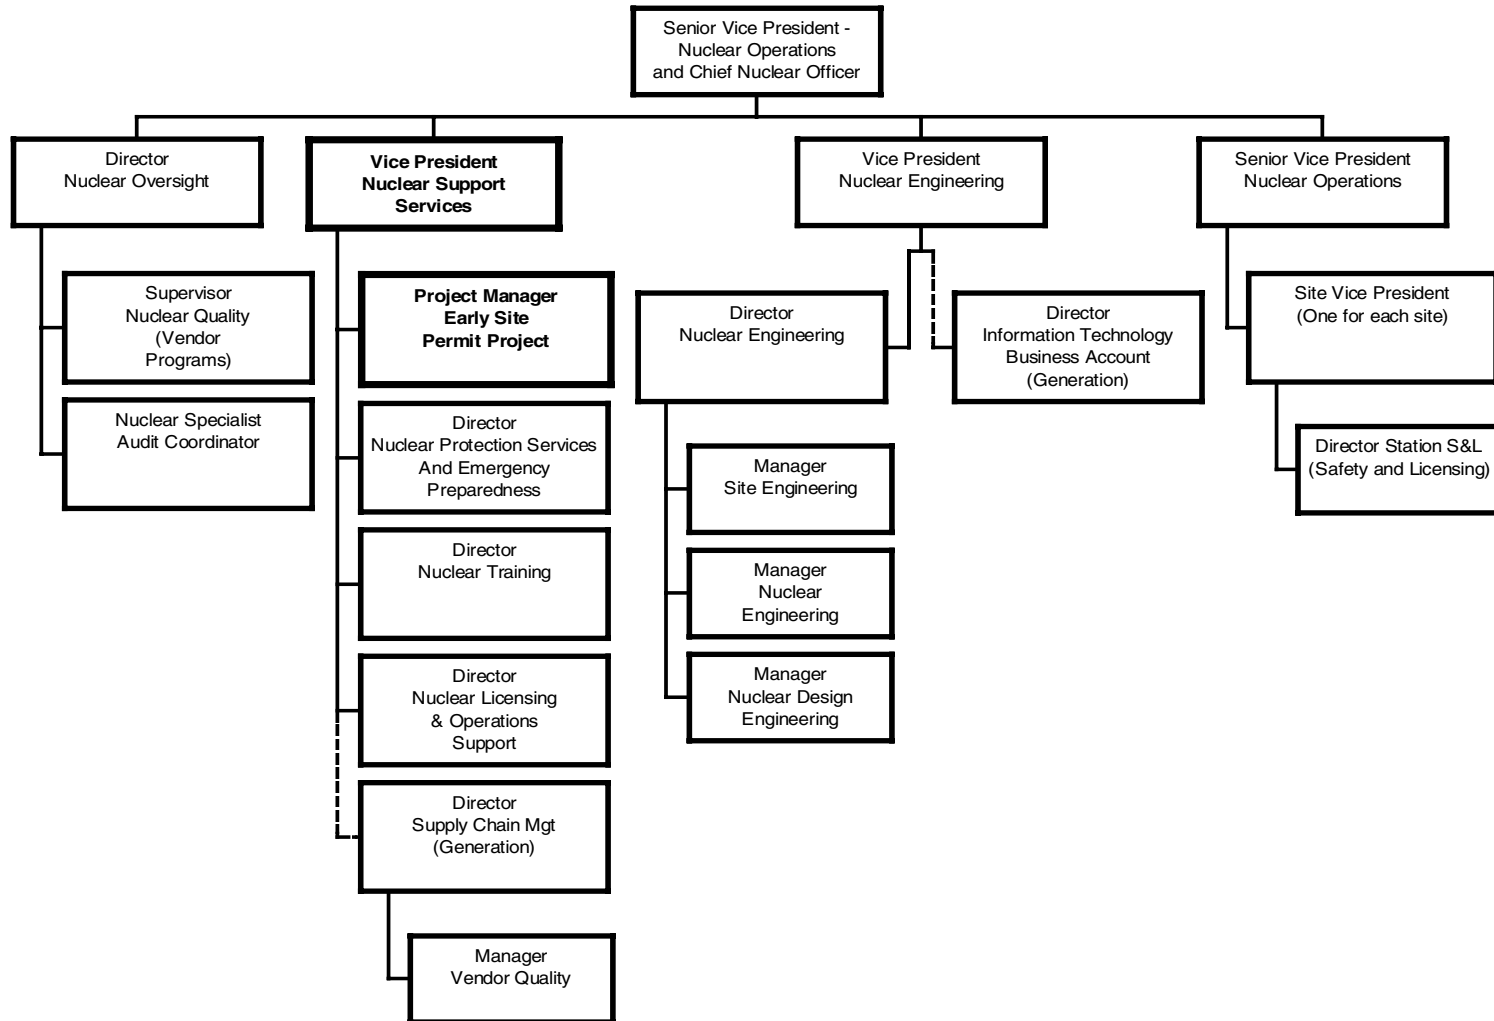 Senior Vice President -
Nuclear Operations
and Chief Nuclear Officer
Director
Nuclear Oversight
Vice President
Nuclear Support
Services
Vice President
Nuclear Engineering
Senior Vice President
Nuclear Operations
Supervisor
Nuclear Quality
(Vendor
Programs)
Nuclear Specialist
Audit Coordinator
Project Manager
Early Site
Permit Project
Director
Nuclear Protection Services
And Emergency
Preparedness
Director
Nuclear Training
Director
Nuclear Licensing
& Operations
Support
Director
Supply Chain Mgt
(Generation)
Manager
Vendor Quality
Director
Nuclear Engineering
Manager
Site Engineering
Manager
Nuclear
Engineering
Manager
Nuclear Design
Engineering
Director
Information Technology
Business Account
(Generation)
Site Vice President
(One for each site)
Director Station S&L
(Safety and Licensing)